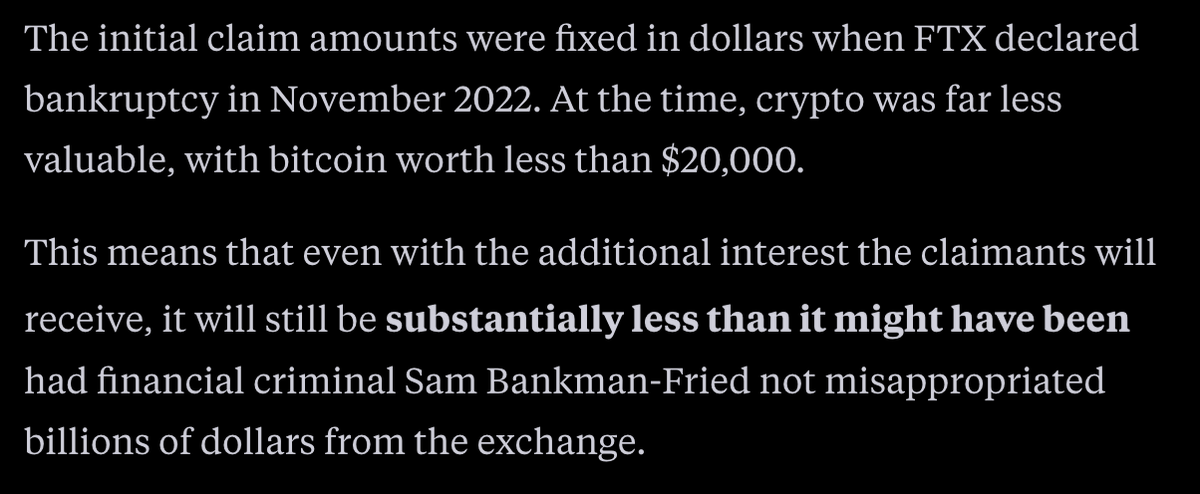 The initial claim amounts were fixed in dollars when FTX declared
bankruptcy in November 2022. At the time, crypto was far less
valuable, with bitcoin worth less than $20,000.
This means that even with the additional interest the claimants will
receive, it will still be substantially less than it might have been
had financial criminal Sam Bankman-Fried not misappropriated
billions of dollars from the exchange.